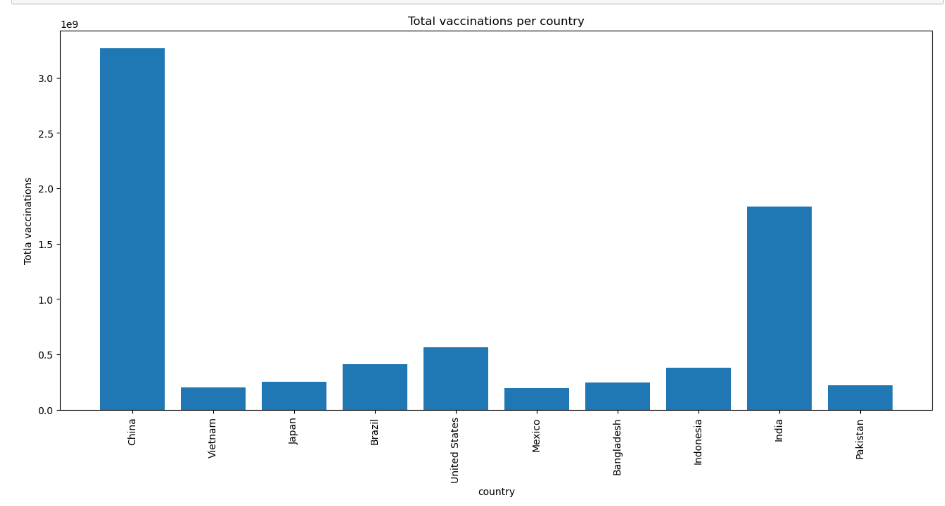 Total vaccinations per country
1e9
3.0
2.5
2.0
1.5
1.0
0.5
0.0
Totla vaccinations
China
Vietnam
Japan
Brazil
United States
Mexico
Bangladesh
Indonesia
India
Pakistan
country